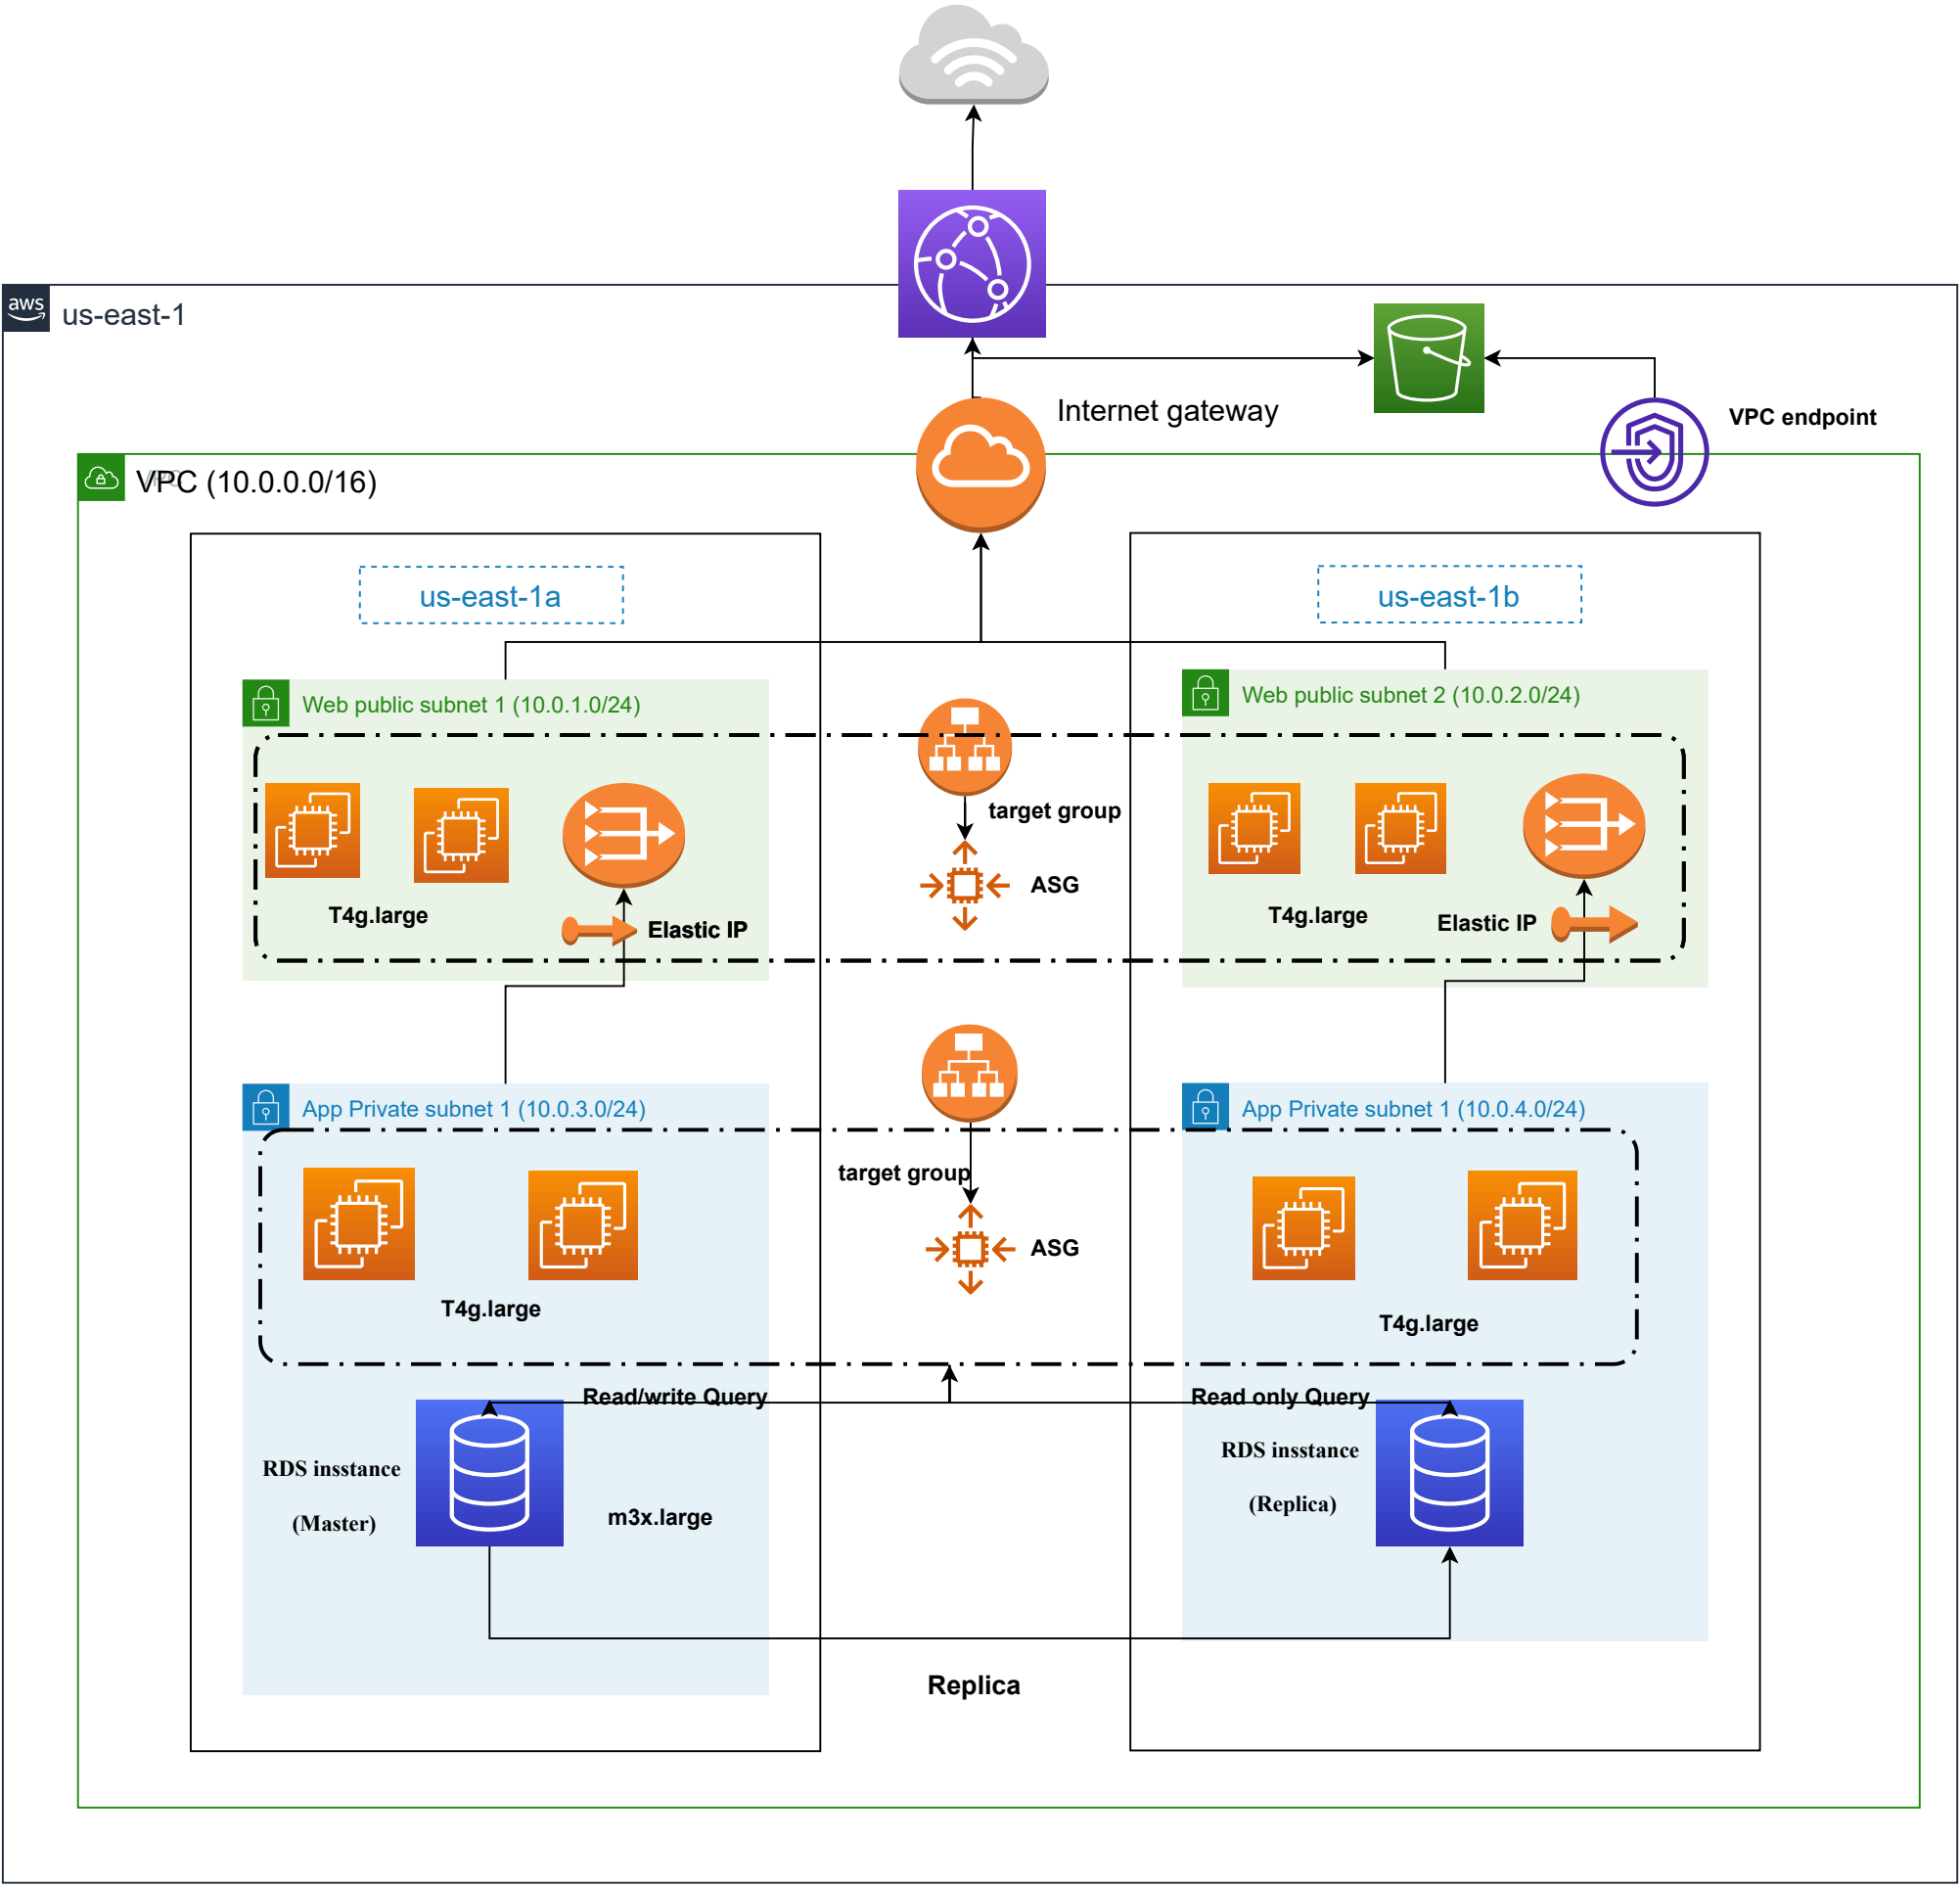 aws
us-east-1
Internet gateway
VPC endpoint
VPC
VPC (10.0.0.0/16)
us-east-1a
us-east-1b
Web public subnet 1 (10.0.1.0/24)
Web public subnet 2 (10.0.2.0/24)
target group
ASG
T4g.large
Elastic IP
T4g.large
Elastic IP
App Private subnet 1 (10.0.3.0/24)
App Private subnet 1 (10.0.4.0/24)
target group
ASG
T4g.large
T4g.large
Read/write Query
Read only Query
RDS insstance
(Master)
m3x.large
RDS insstance
(Replica)
Replica